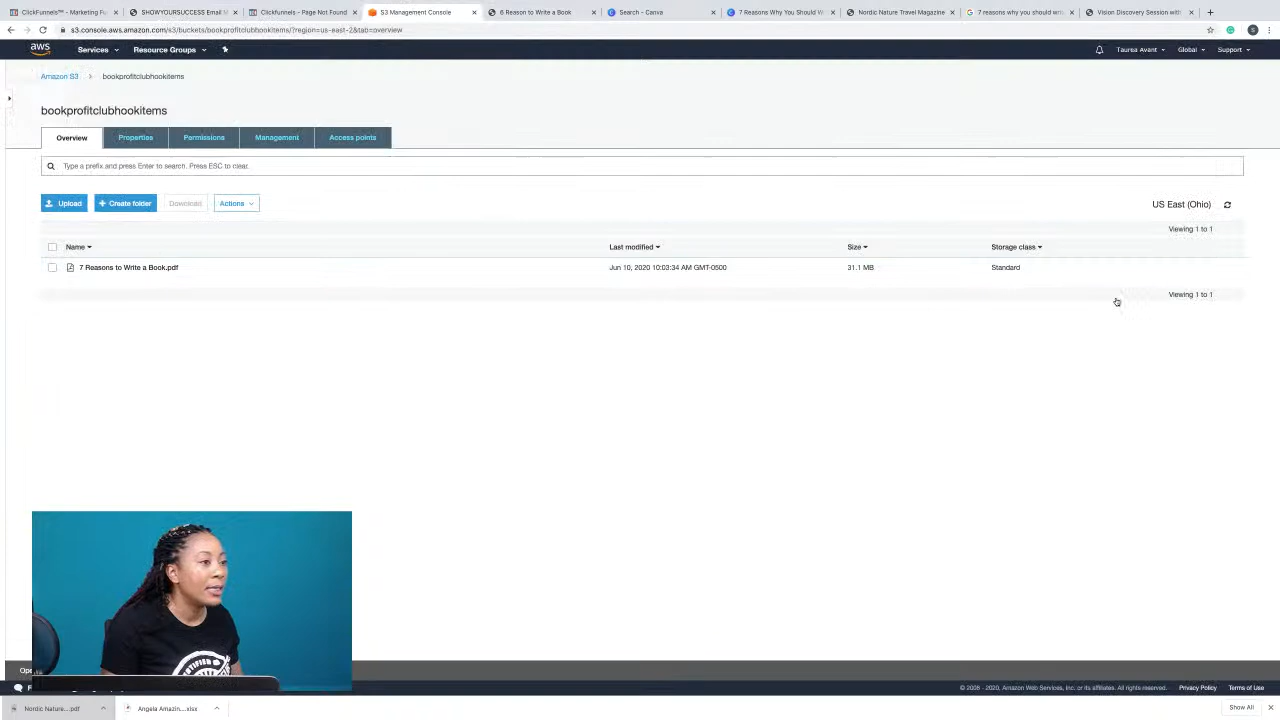 ClickFunnels™ - Marketing Fu
SHOWYOURSUCCESS Email M
Clickfunnels - Page Not Found
S3 Management Console
6 Reason to Write a Book
Search - Canva
7 Reasons Why You Should W
Nordic Nature Travel Magazine
7 reasons why you should wri
Vision Discovery Session with
s3.console.aws.amazon.com/s3/buckets/bookprofitclubhookitems/?region=us-east-2&tab=overview
aws
Services
Resource Groups
Taurea Avant
Global
Support
Amazon S3
bookprofitclubhookitems
bookprofitclubhookitems
Overview
Properties
Permissions
Management
Access points
Type a prefix and press Enter to search. Press ESC to clear.
Upload
Create folder
Download
Actions
US East (Ohio)
Viewing 1 to 1
Name
Last modified
Size
Storage class
7 Reasons to Write a Book.pdf
Jun 10, 2020 10:03:34 AM GMT-0500
31.1 MB
Standard
Viewing 1 to 1
Ope
© 2008 - 2020, Amazon Web Services, Inc. or its affiliates. All rights reserved.
Privacy Policy
Terms of Use
Nordic Nature....pdf
Angela Amazin....xlsx
Show All